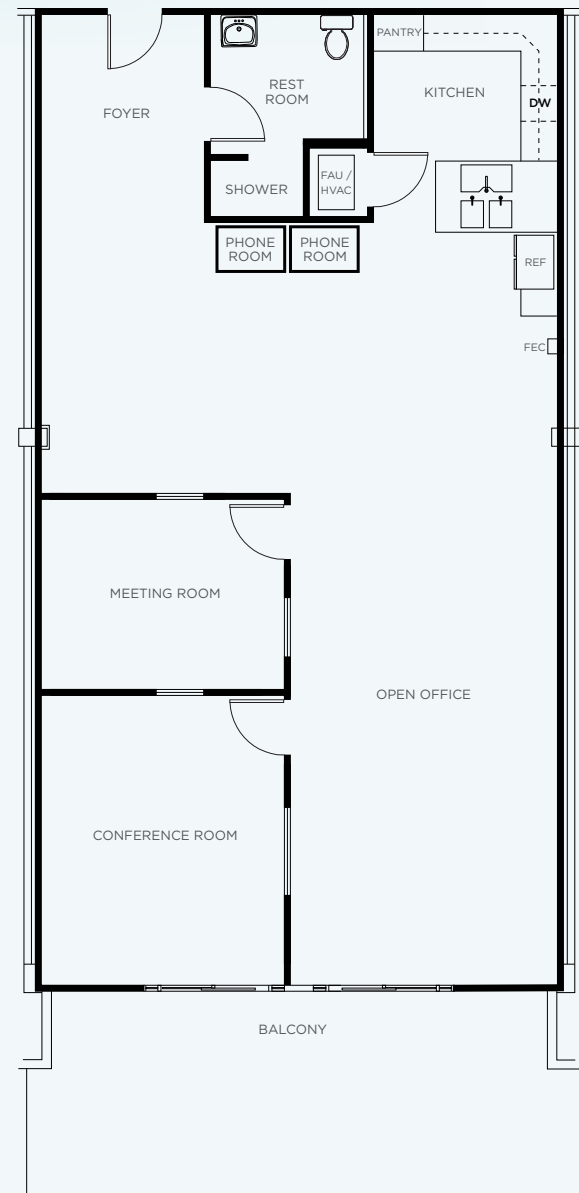 PANTRY
REST
ROOM
KITCHEN
DW
FOYER
FAU /
HVAC
SHOWER
PHONE
ROOM
PHONE
ROOM
REF
FEC
MEETING ROOM
OPEN OFFICE
CONFERENCE ROOM
BALCONY